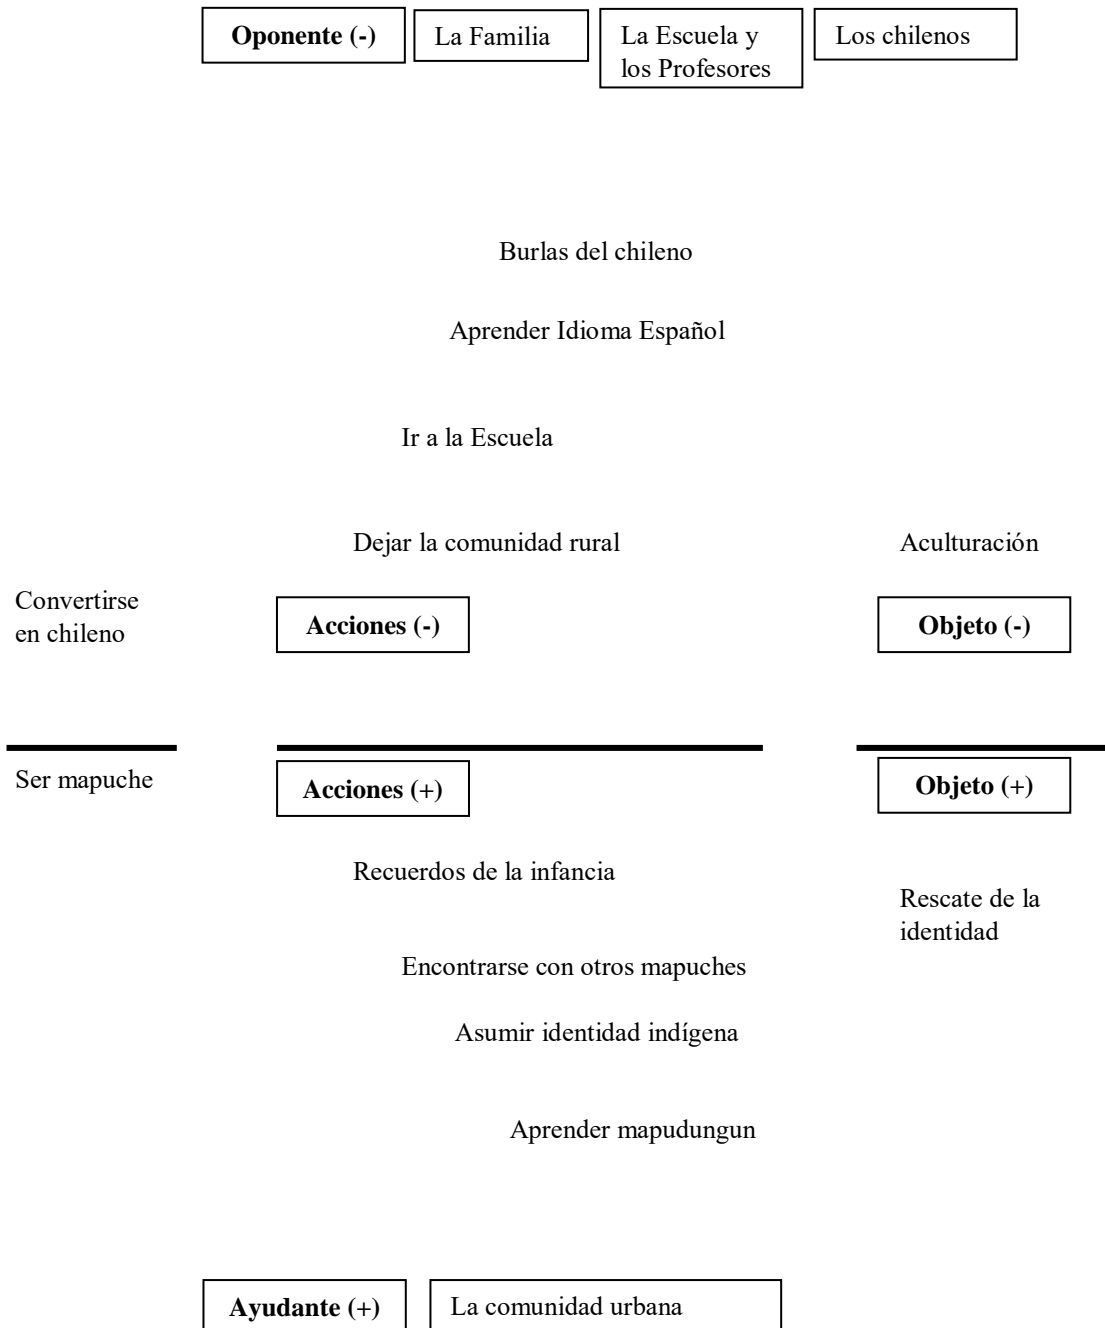 Oponente (-)
La Familia
La Escuela y
los Profesores
Los chilenos
Burlas del chileno
Aprender Idioma Español
Ir a la Escuela
Dejar la comunidad rural
Aculturación
Convertirse
en chileno
Acciones (-)
Objeto (-)
Ser mapuche
Acciones (+)
Objeto (+)
Recuerdos de la infancia
Rescate de la
identidad
Encontrarse con otros mapuches
Asumir identidad indígena
Aprender mapudungun
Ayudante (+)
La comunidad urbana